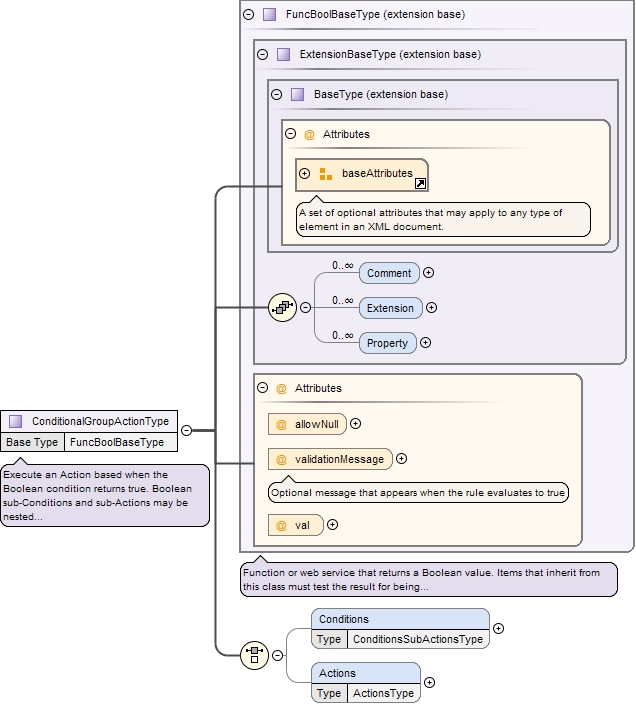 FuncBoolBaseType (extension base)
ExtensionBaseType (extension base)
BaseType (extension base)
@ Attributes
baseAttributes
A set of optional attributes that may apply to any type of
element in an XML document.
0..∞
Comment
0..∞
Extension
0..∞
Property
@ Attributes
@ allowNull
@ validationMessage
Optional message that appears when the rule evaluates to true
@ val
ConditionalGroupActionType
Base Type FuncBoolBaseType
Execute an Action based when the
Boolean condition returns true. Boolean
sub-Conditions and sub-Actions may be
nested...
Function or web service that returns a Boolean value. Items that inherit from
this class must test the result for being...
Conditions
Type ConditionsSubActionsType
Actions
Type ActionsType